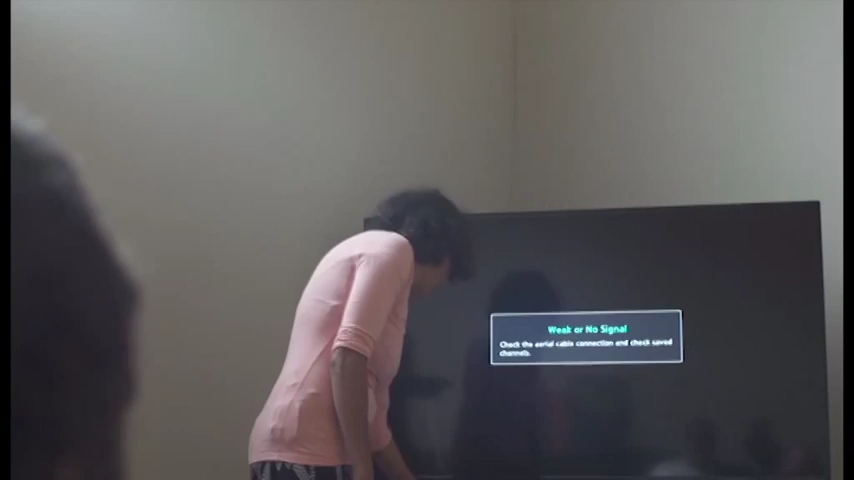 Weak or No Signal
Check the aerial cable connection and check saved
channels.